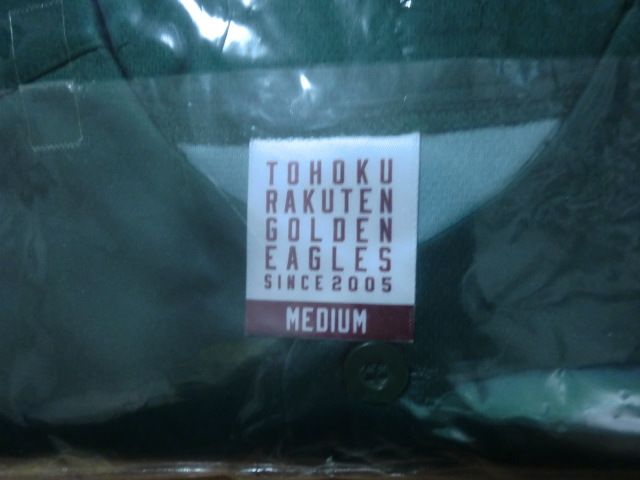 TOHOKU
RAKUTEN
GOLDEN
EAGLES
SINCE 2005
MEDIUM